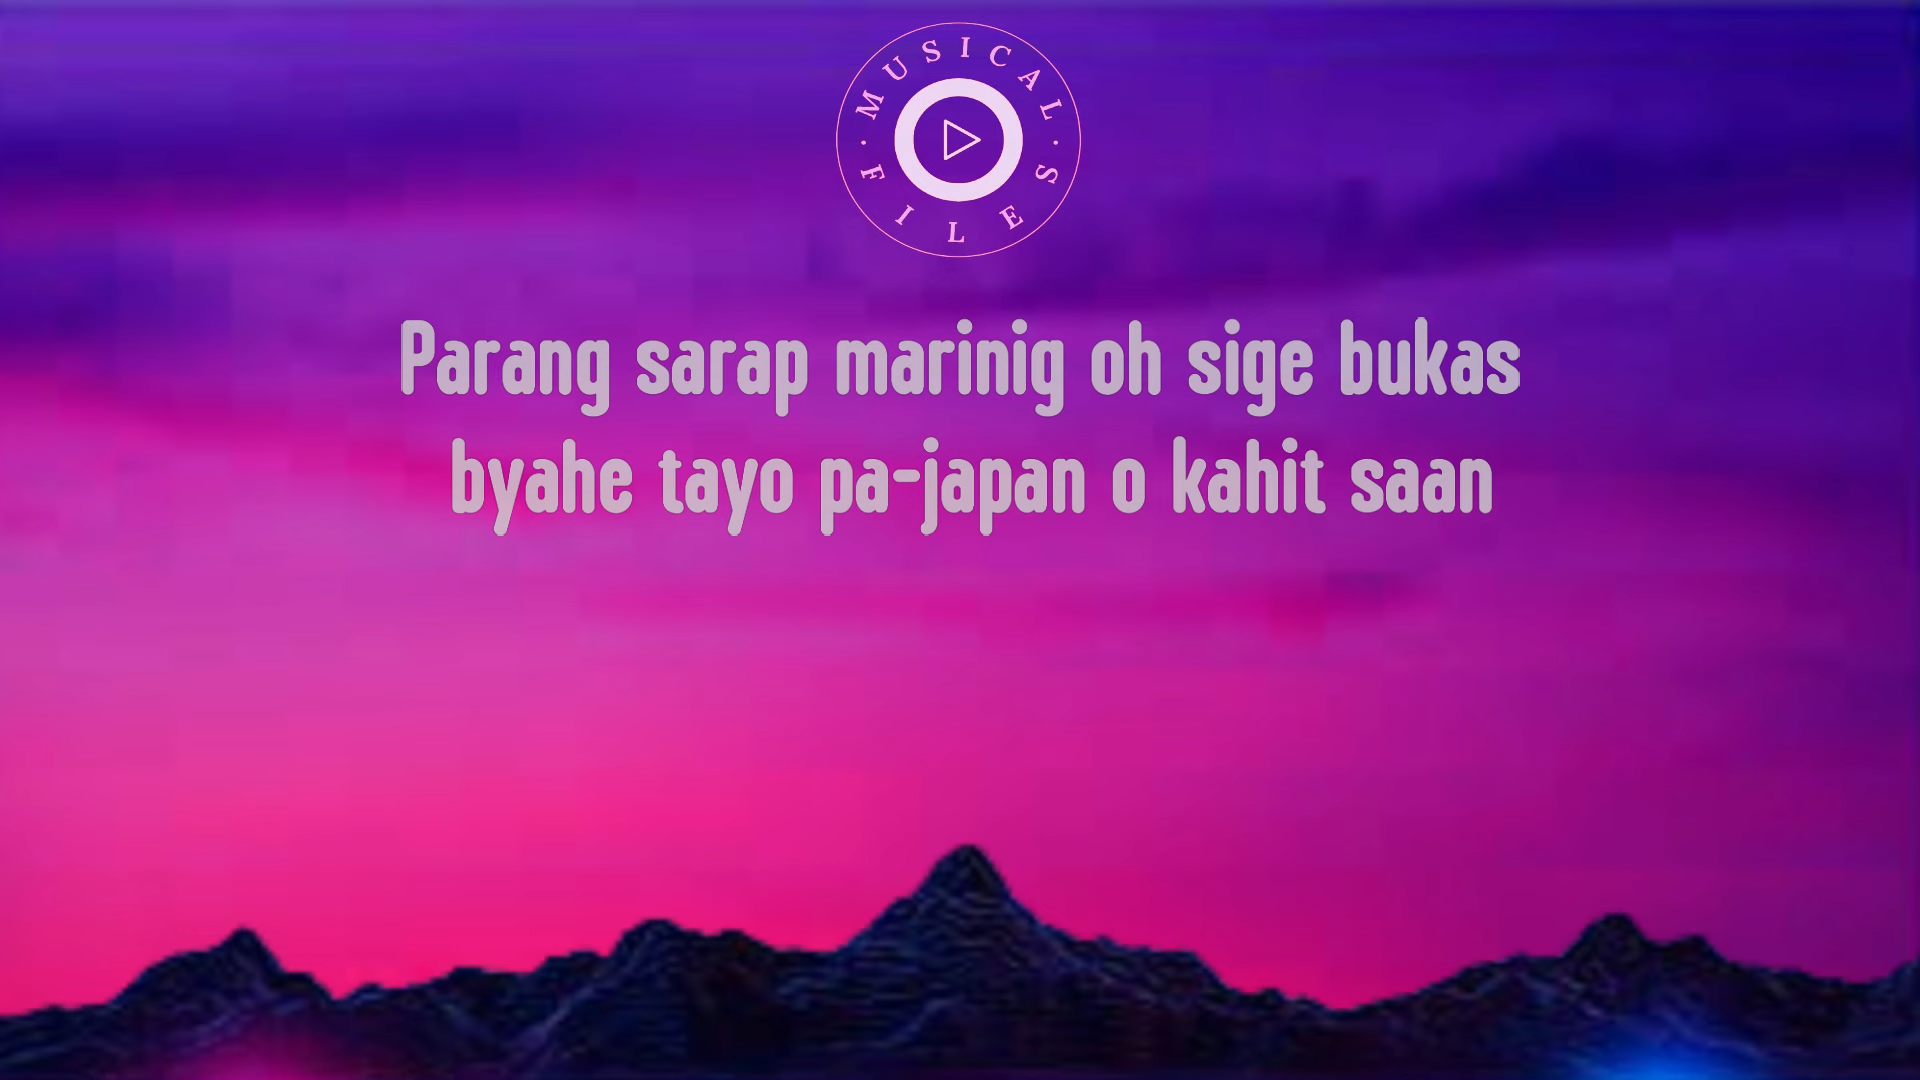 MUSICAL
FILES
Parang sarap marinig oh sige bukas
byahe tayo pa-japan o kahit saan